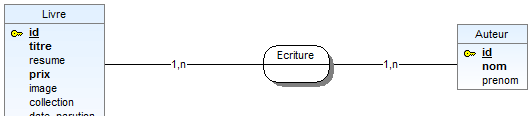 Livre
id
titre
resume
prix
image
collection
1,n
Ecriture
1,n
Auteur
id
nom
prenom